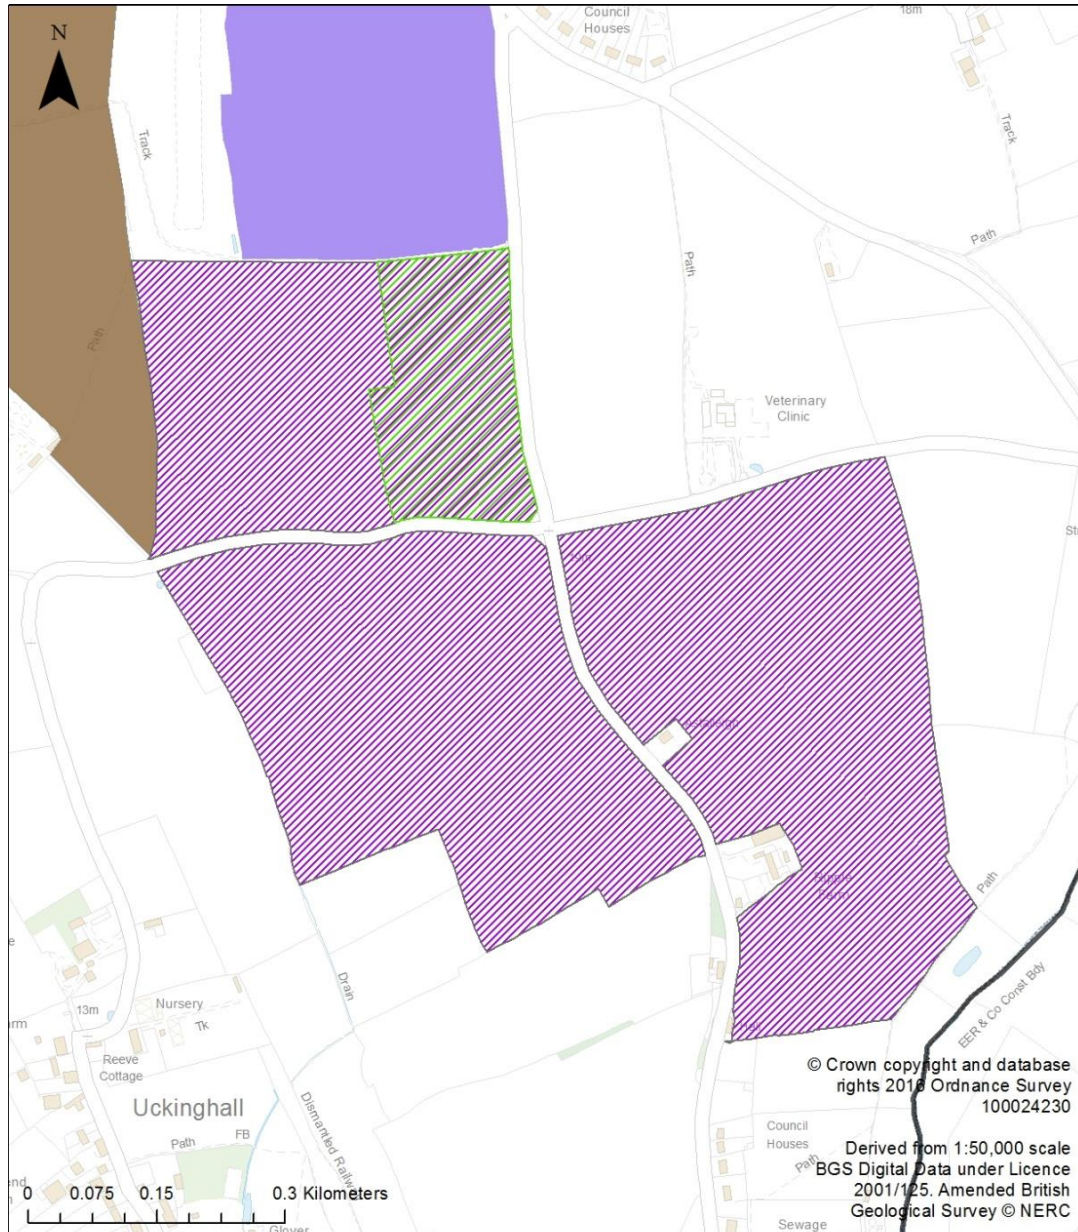 Council
Houses
18m
N
Track
Track
Path
Path
Path
Veterinary
Clinic
Path
Drain
Nursery
13m
Tk
Reeve
Cottage
EER & Co Const Bdy
© Crown copyright and database
rights 2016 Ordnance Survey
100024230
Uckinghall
Path
FB
Dismantled Railway
Council
Houses
Path
Derived from 1:50,000 scale
BGS Digital Data under Licence
2001/125. Amended British
Geological Survey © NERC
0 0.075 0.15 0.3 Kilometers
Glover
Sewage